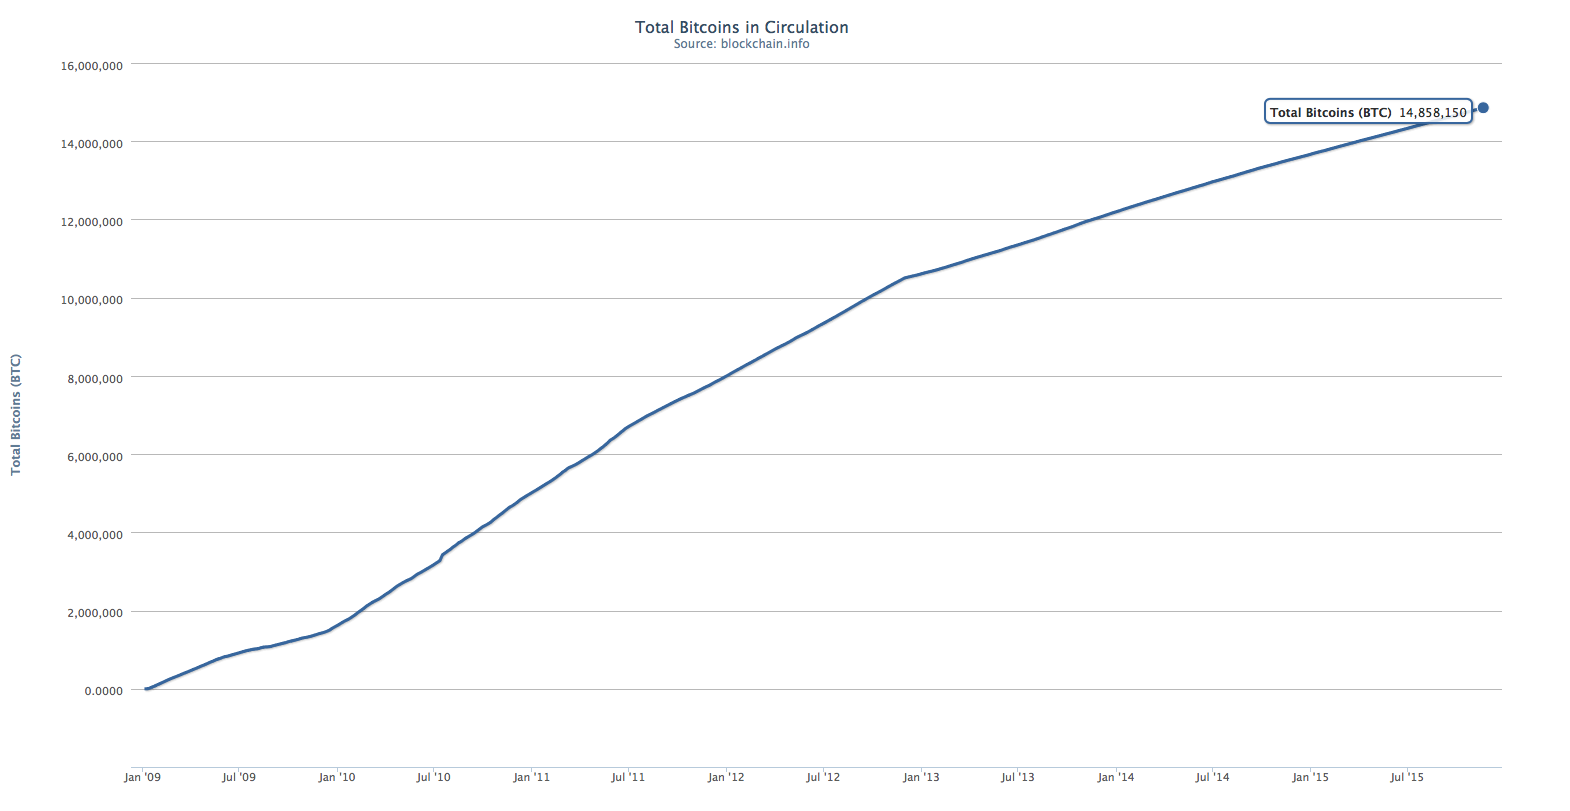 Total Bitcoins in Circulation
Source: blockchain.info
Total Bitcoins (BTC)
16,000,000
14,000,000
12,000,000
10,000,000
8,000,000
6,000,000
4,000,000
2,000,000
0.0000
Total Bitcoins (BTC) 14,858,150
Jan '09 Jul '09 Jan '10 Jul '10 Jan '11 Jul '11 Jan '12 Jul '12 Jan '13 Jul '13 Jan '14 Jul '14 Jan '15 Jul '15